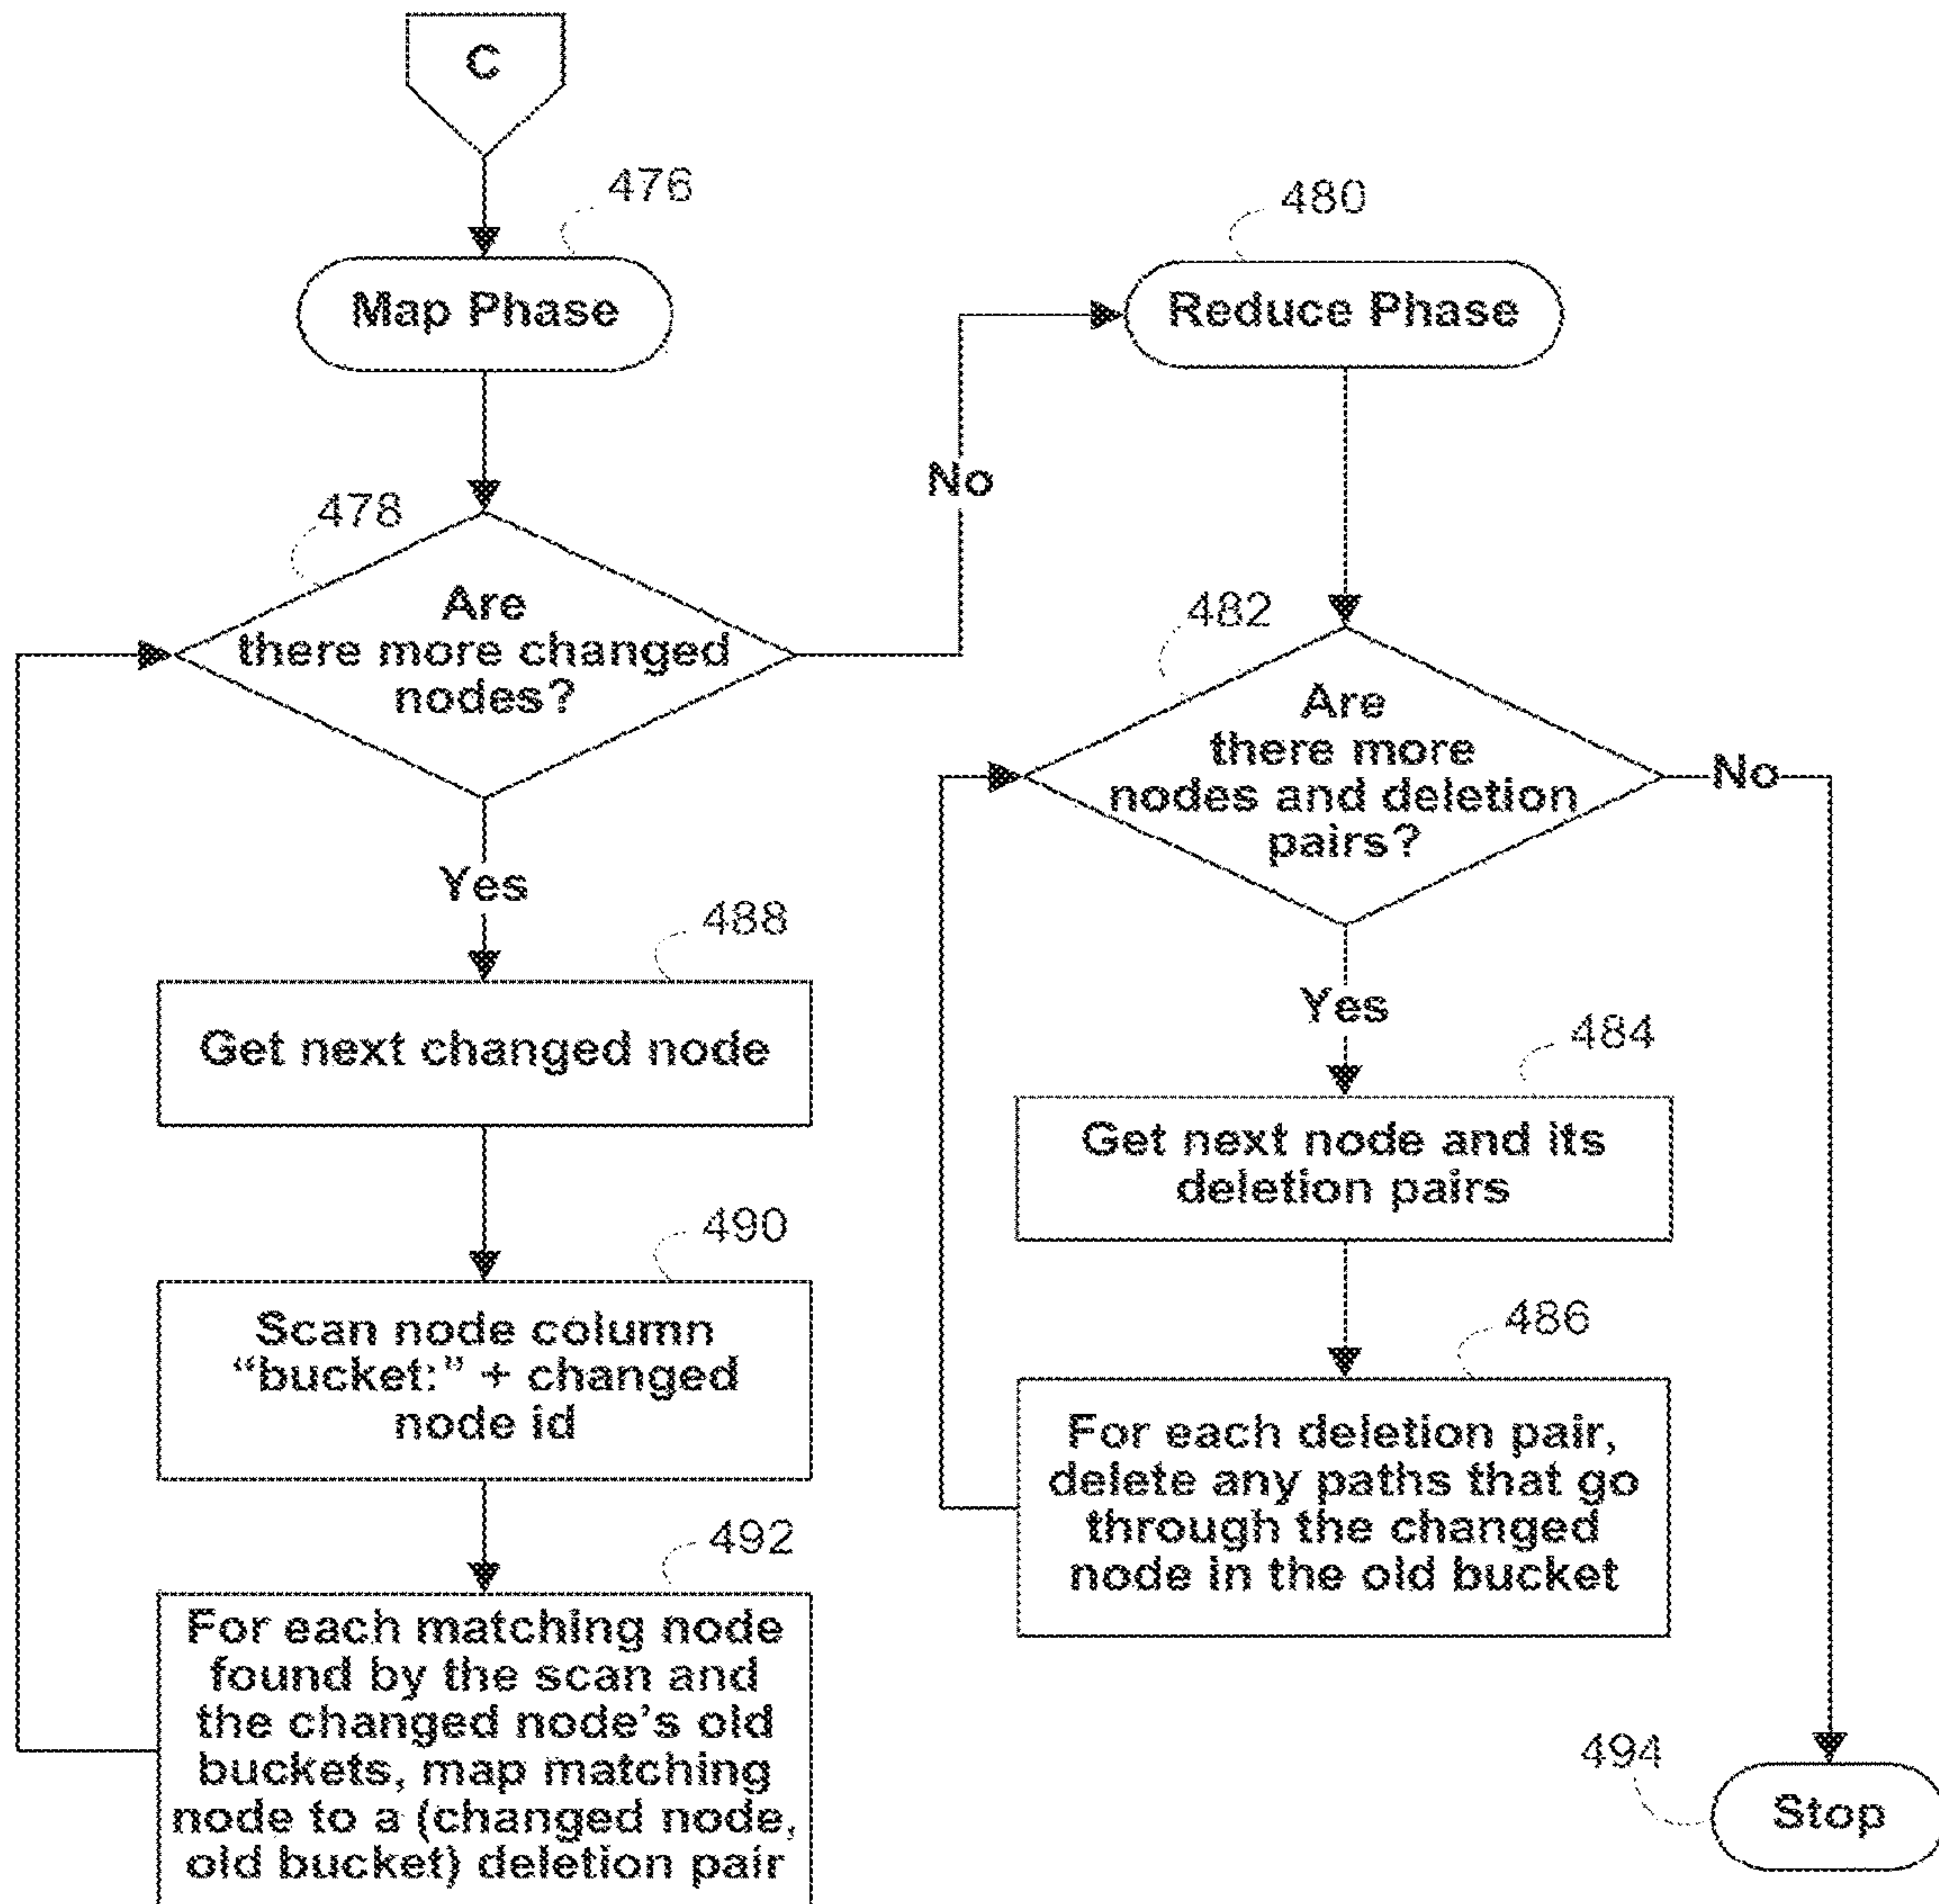 C
476
Map Phase
478
Are
there more changed
nodes?
No
Yes
488
Get next changed node
490
Scan node column
“bucket:” + changed
node id
492
For each matching node
found by the scan and
the changed node’s old
buckets, map matching
node to a (changed node,
old bucket) deletion pair
480
Reduce Phase
482
Are
there more
nodes and deletion
pairs?
No
Yes
484
Get next node and its
deletion pairs
486
For each deletion pair,
delete any paths that go
through the changed
node in the old bucket
494
Stop